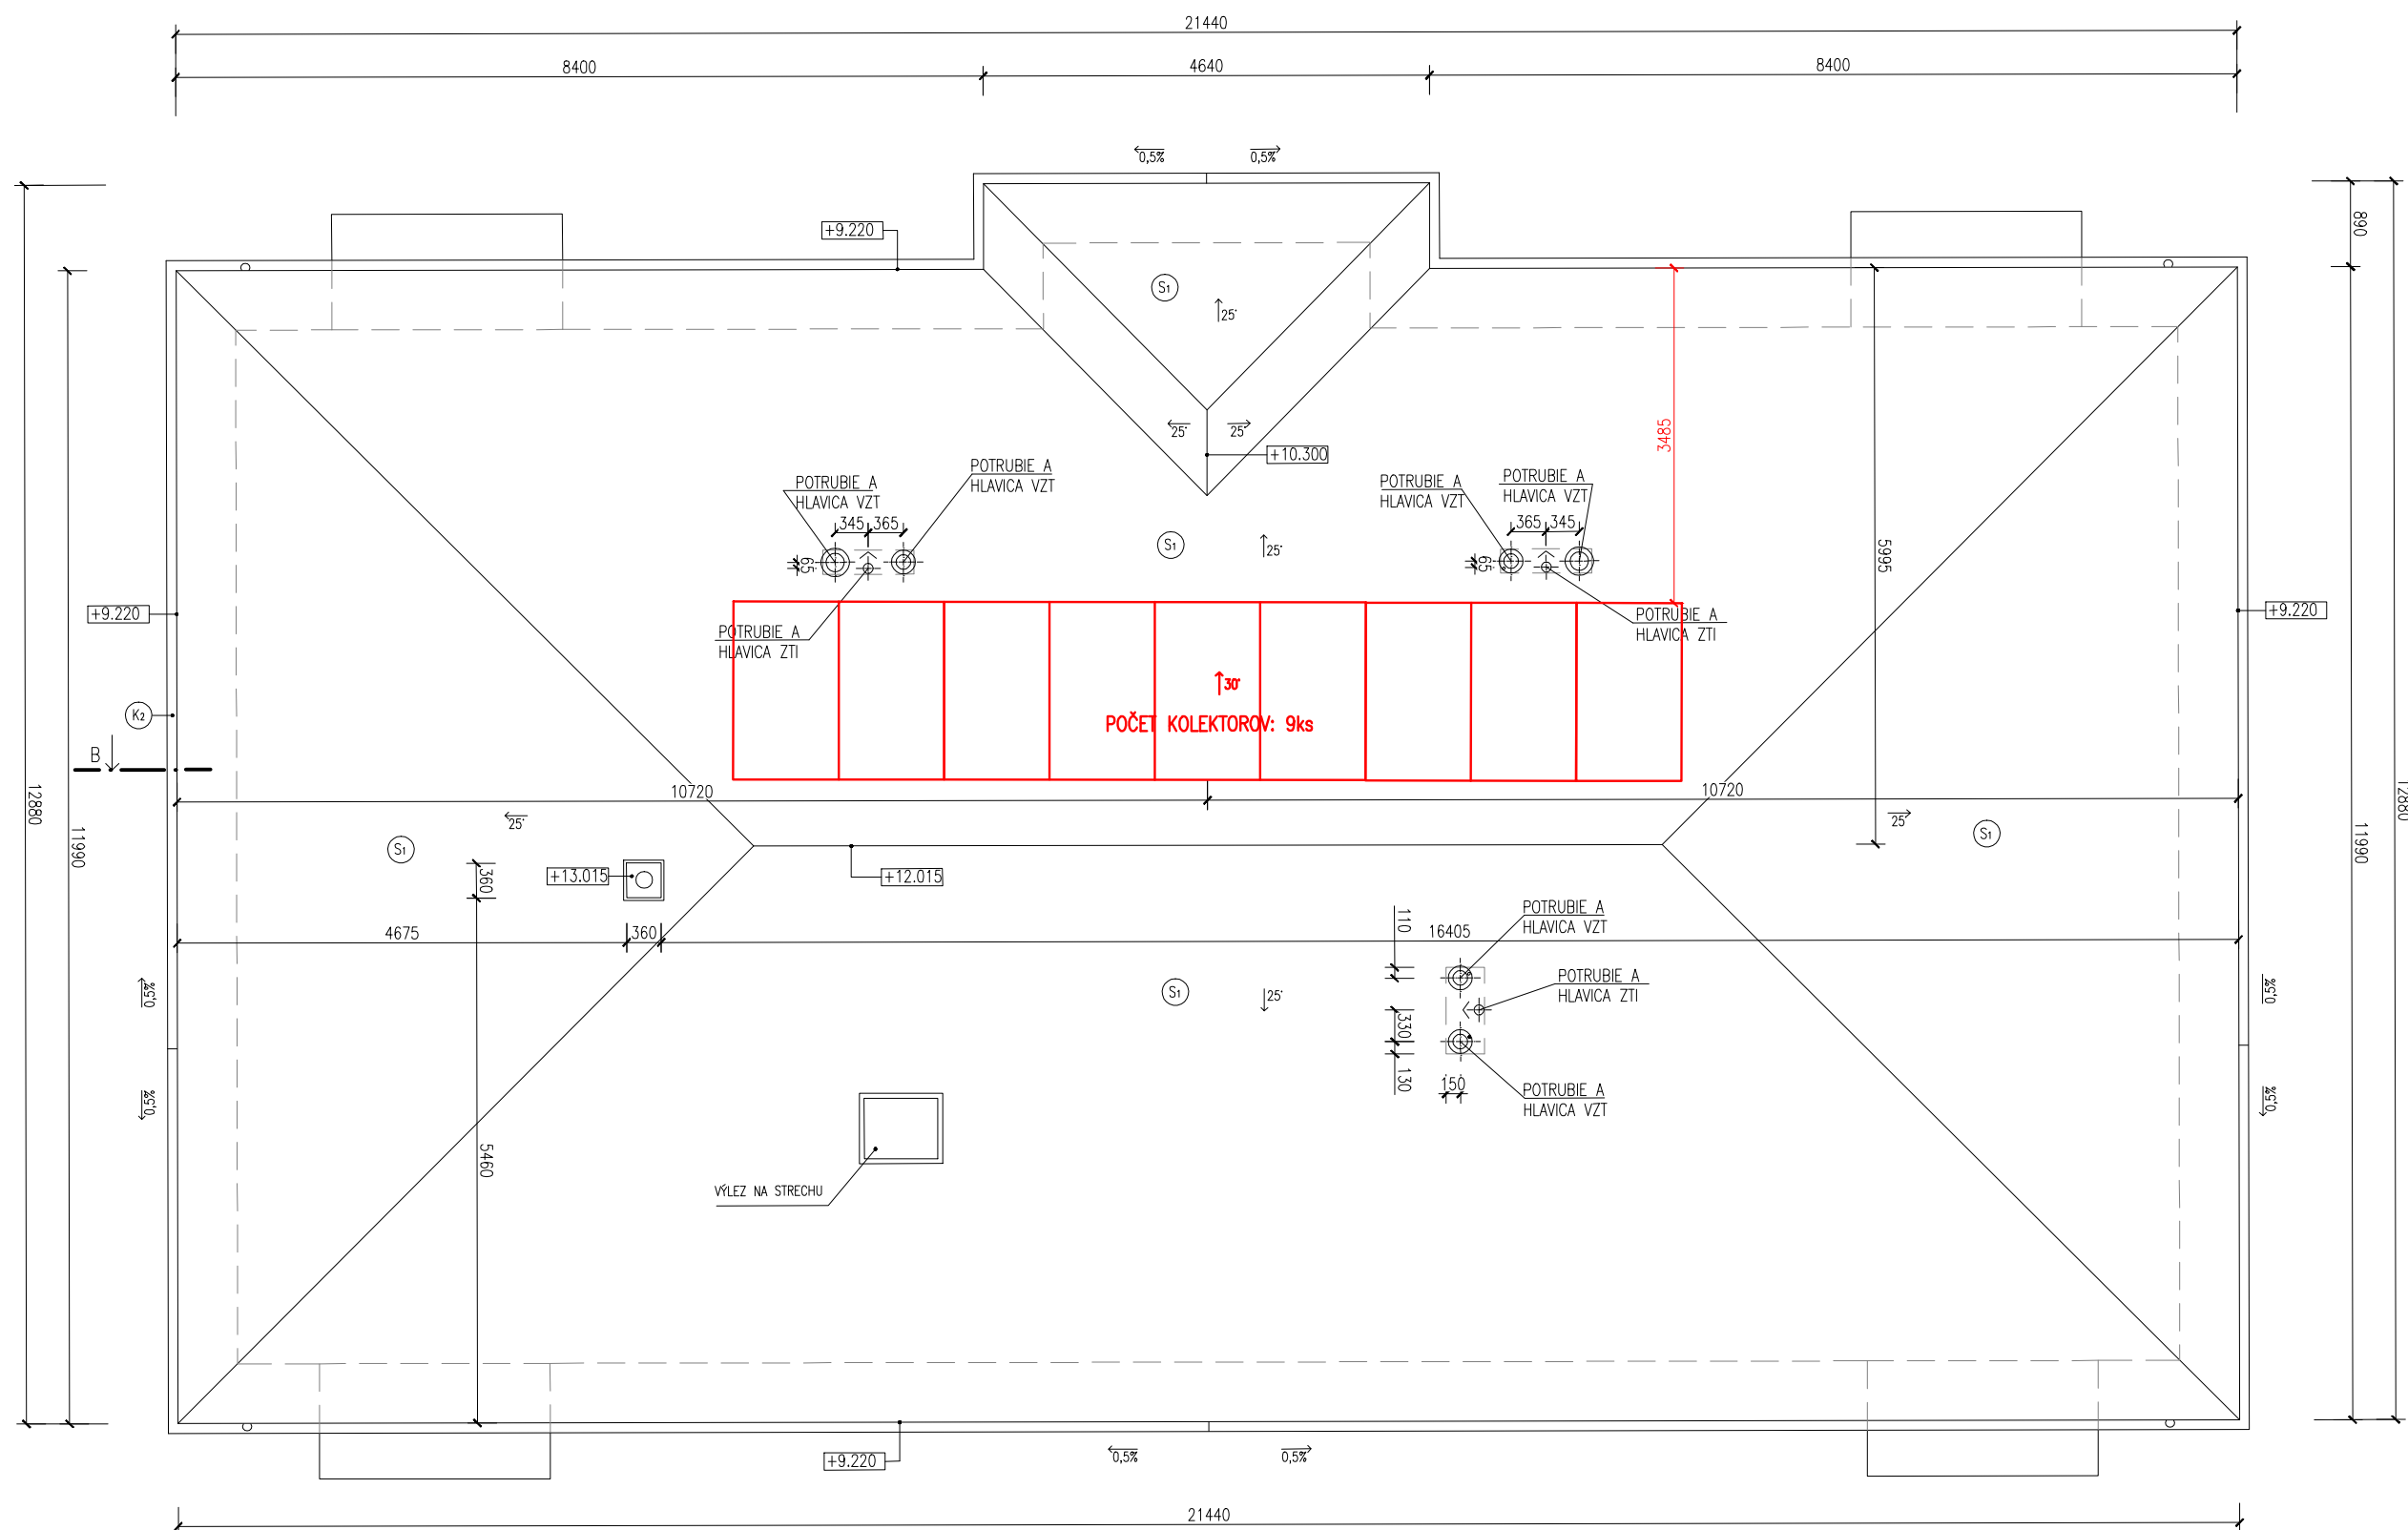 21440
8400
4640
8400
0,5%
0,5%
890
+9.220
S1
25°
3485
25°
25°
+10.300
POTRUBIE A
HLAVICA VZT
POTRUBIE A
HLAVICA VZT
POTRUBIE A
HLAVICA VZT
POTRUBIE A
HLAVICA VZT
345
365
365
345
S1
25°
65
65
5995
+9.220
+9.220
POTRUBIE A
HLAVICA ZTI
POTRUBIE A
HLAVICA ZTI
30°
K2
POČET KOLEKTOROV: 9ks
B
10720
10720
12880
11990
12880
11990
25°
25°
S1
S1
+13.015
360
+12.015
POTRUBIE A
HLAVICA VZT
110
4675
360
16405
POTRUBIE A
HLAVICA ZTI
0,5%
0,5%
S1
25°
330
130
150
POTRUBIE A
HLAVICA VZT
0,5%
0,5%
5460
VÝLEZ NA STRECHU
+9.220
0,5%
0,5%
21440